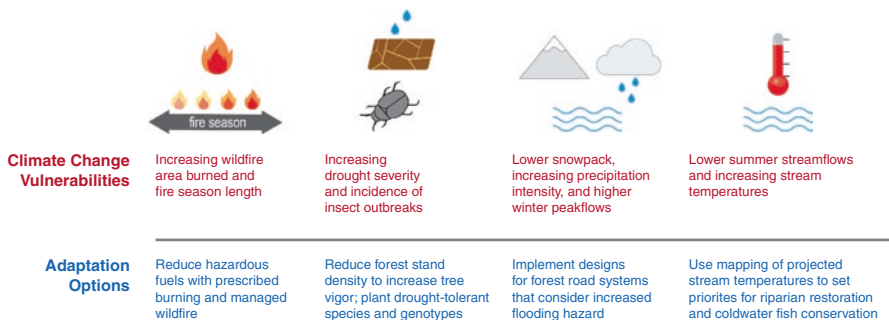 fire season
Climate Change
Vulnerabilities
Increasing wildfire
area burned and
fire season length
Increasing
drought severity
and incidence of
insect outbreaks
Lower snowpack,
increasing precipitation
intensity, and higher
winter peakflows
Lower summer streamflows
and increasing stream
temperatures
Adaptation
Options
Reduce hazardous
fuels with prescribed
burning and managed
wildfire
Reduce forest stand
density to increase tree
vigor; plant drought-tolerant
species and genotypes
Implement designs
for forest road systems
that consider increased
flooding hazard
Use mapping of projected
stream temperatures to set
priorites for riparian restoration
and coldwater fish conservation